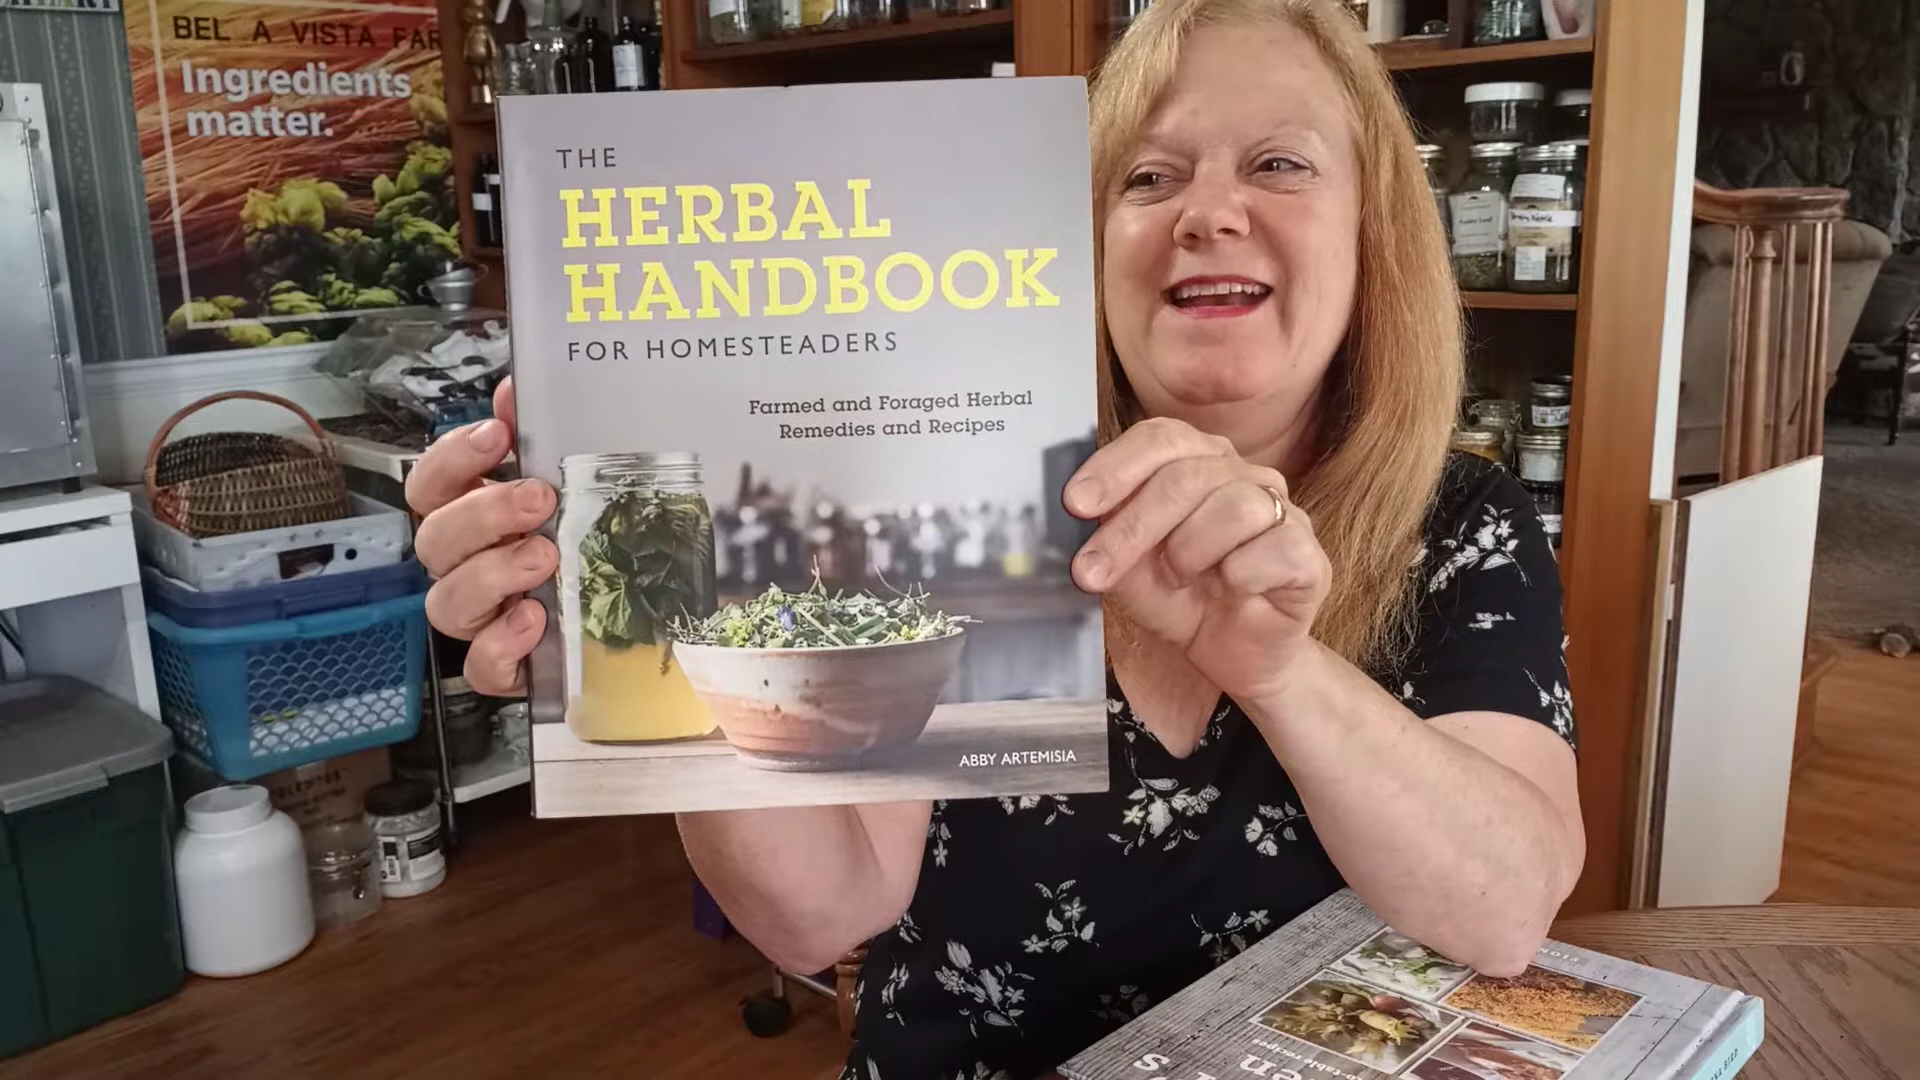 BEL A VISTA FAR
Ingredients
matter.
THE
HERBAL
HANDBOOK
FOR HOMESTEADERS
Farmed and Foraged Herbal
Remedies and Recipes
ABBY ARTEMISIA